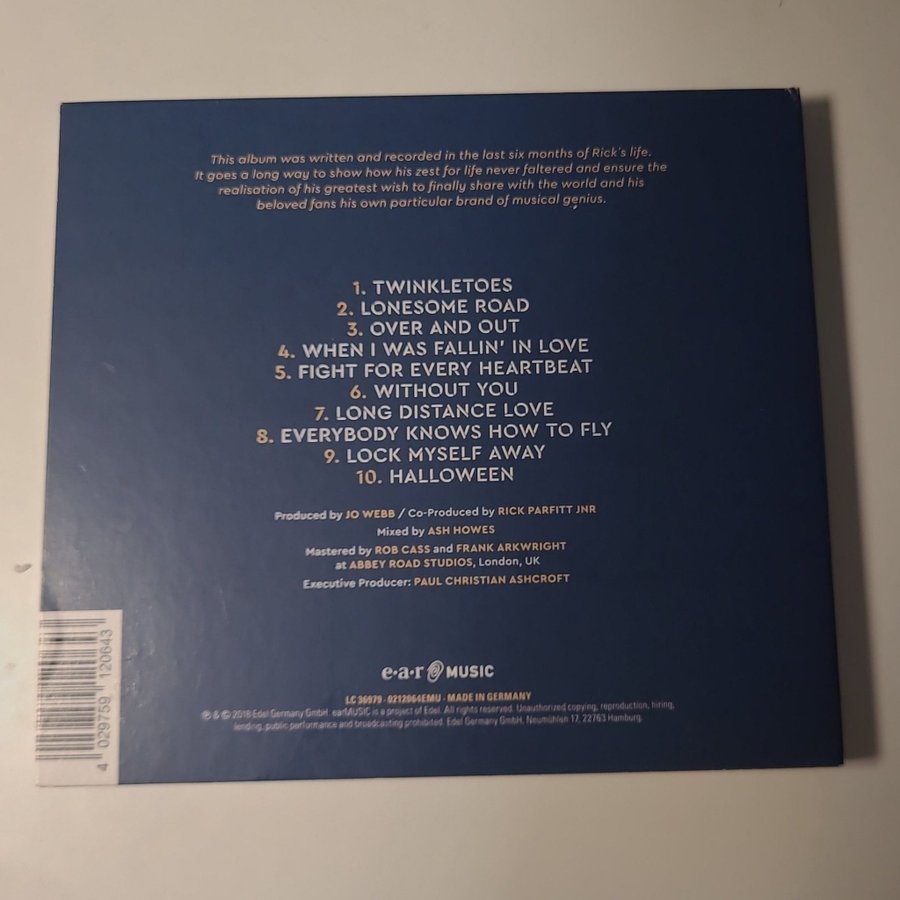 This album was written and recorded in the last six months of Rick's life.
It goes a long way to show how his zest for life never faltered and ensure the
realisation of his greatest wish to finally share with the world and his
beloved fans his own particular brand of musical genius.
1. TWINKLETOES
2. LONESOME ROAD
3. OVER AND OUT
4. WHEN I WAS FALLIN' IN LOVE
5. FIGHT FOR EVERY HEARTBEAT
6. WITHOUT YOU
7. LONG DISTANCE LOVE
8. EVERYBODY KNOWS HOW TO FLY
9. LOCK MYSELF AWAY
10. HALLOWEEN
Produced by JO WEBB / Co-Produced by RICK PARFITT JNR
Mixed by ASH HOWES
Mastered by ROB CASS and FRANK ARKWRIGHT
at ABBEY ROAD STUDIOS, London, UK
Executive Producer: PAUL CHRISTIAN ASHCROFT
e·a·r MUSIC
LC 36979 · 0212064EMU · MADE IN GERMANY
℗ & © 2018 Edel Germany GmbH. earMUSIC is a project of Edel. All rights reserved. Unauthorized copying, reproduction, hiring,
lending, public performance and broadcasting prohibited. Edel Germany GmbH, Neumühlen 17, 22763 Hamburg.
4 029759 120643